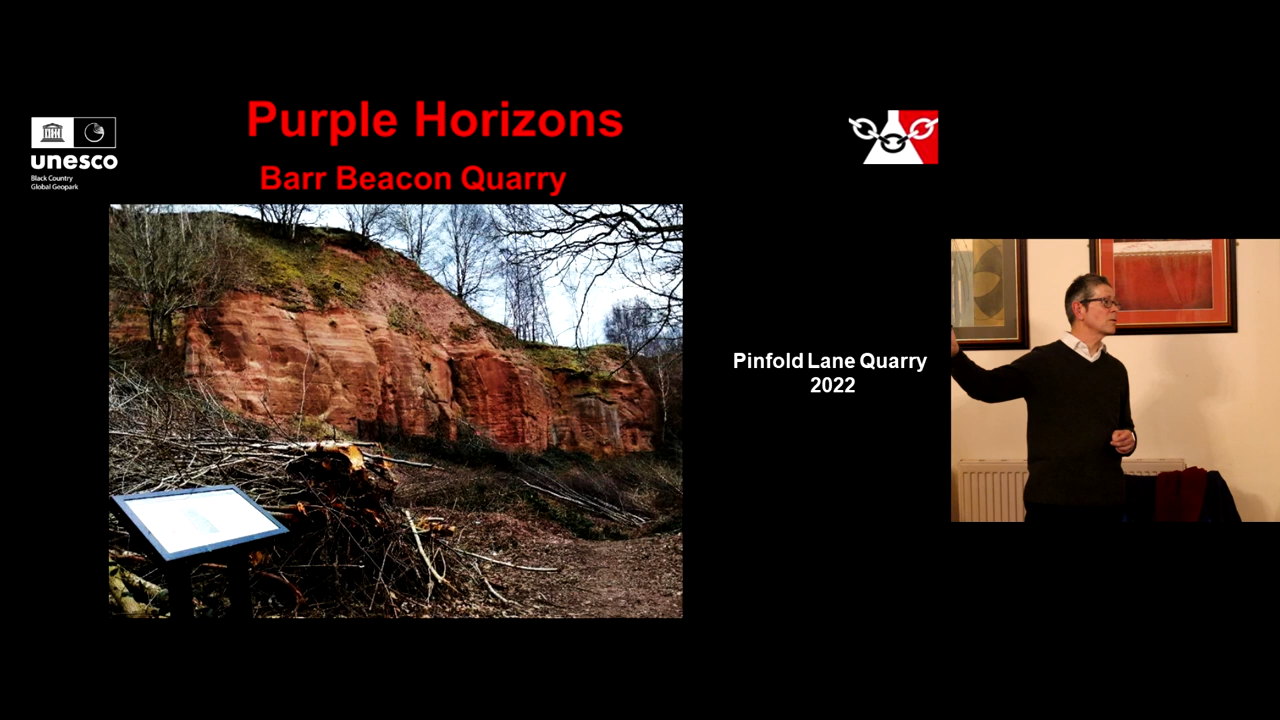 Purple Horizons
Barr Beacon Quarry
unesco
Black Country
Global Geopark
Pinfold Lane Quarry
2022